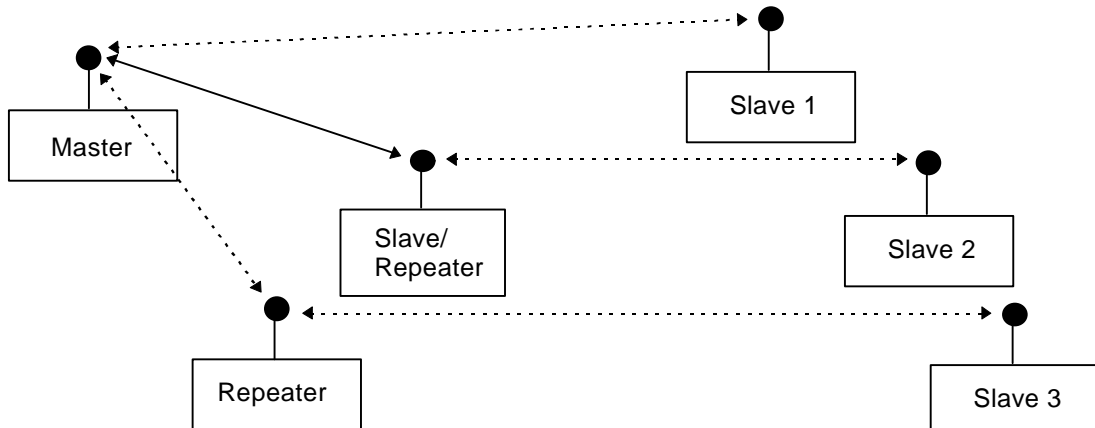 Slave 1
Master
Slave/
Repeater
Slave 2
Repeater
Slave 3